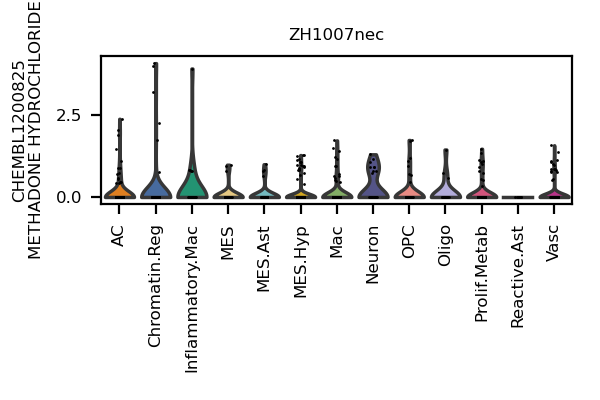 ZH1007nec
CHEMBL1200825
METHADONE HYDROCHLORIDE
2.5
0.0
AC
Chromatin.Reg
Inflammatory.Mac
MES
MES.Ast
MES.Hyp
Mac
Neuron
OPC
Oligo
Prolif.Metab
Reactive.Ast
Vasc